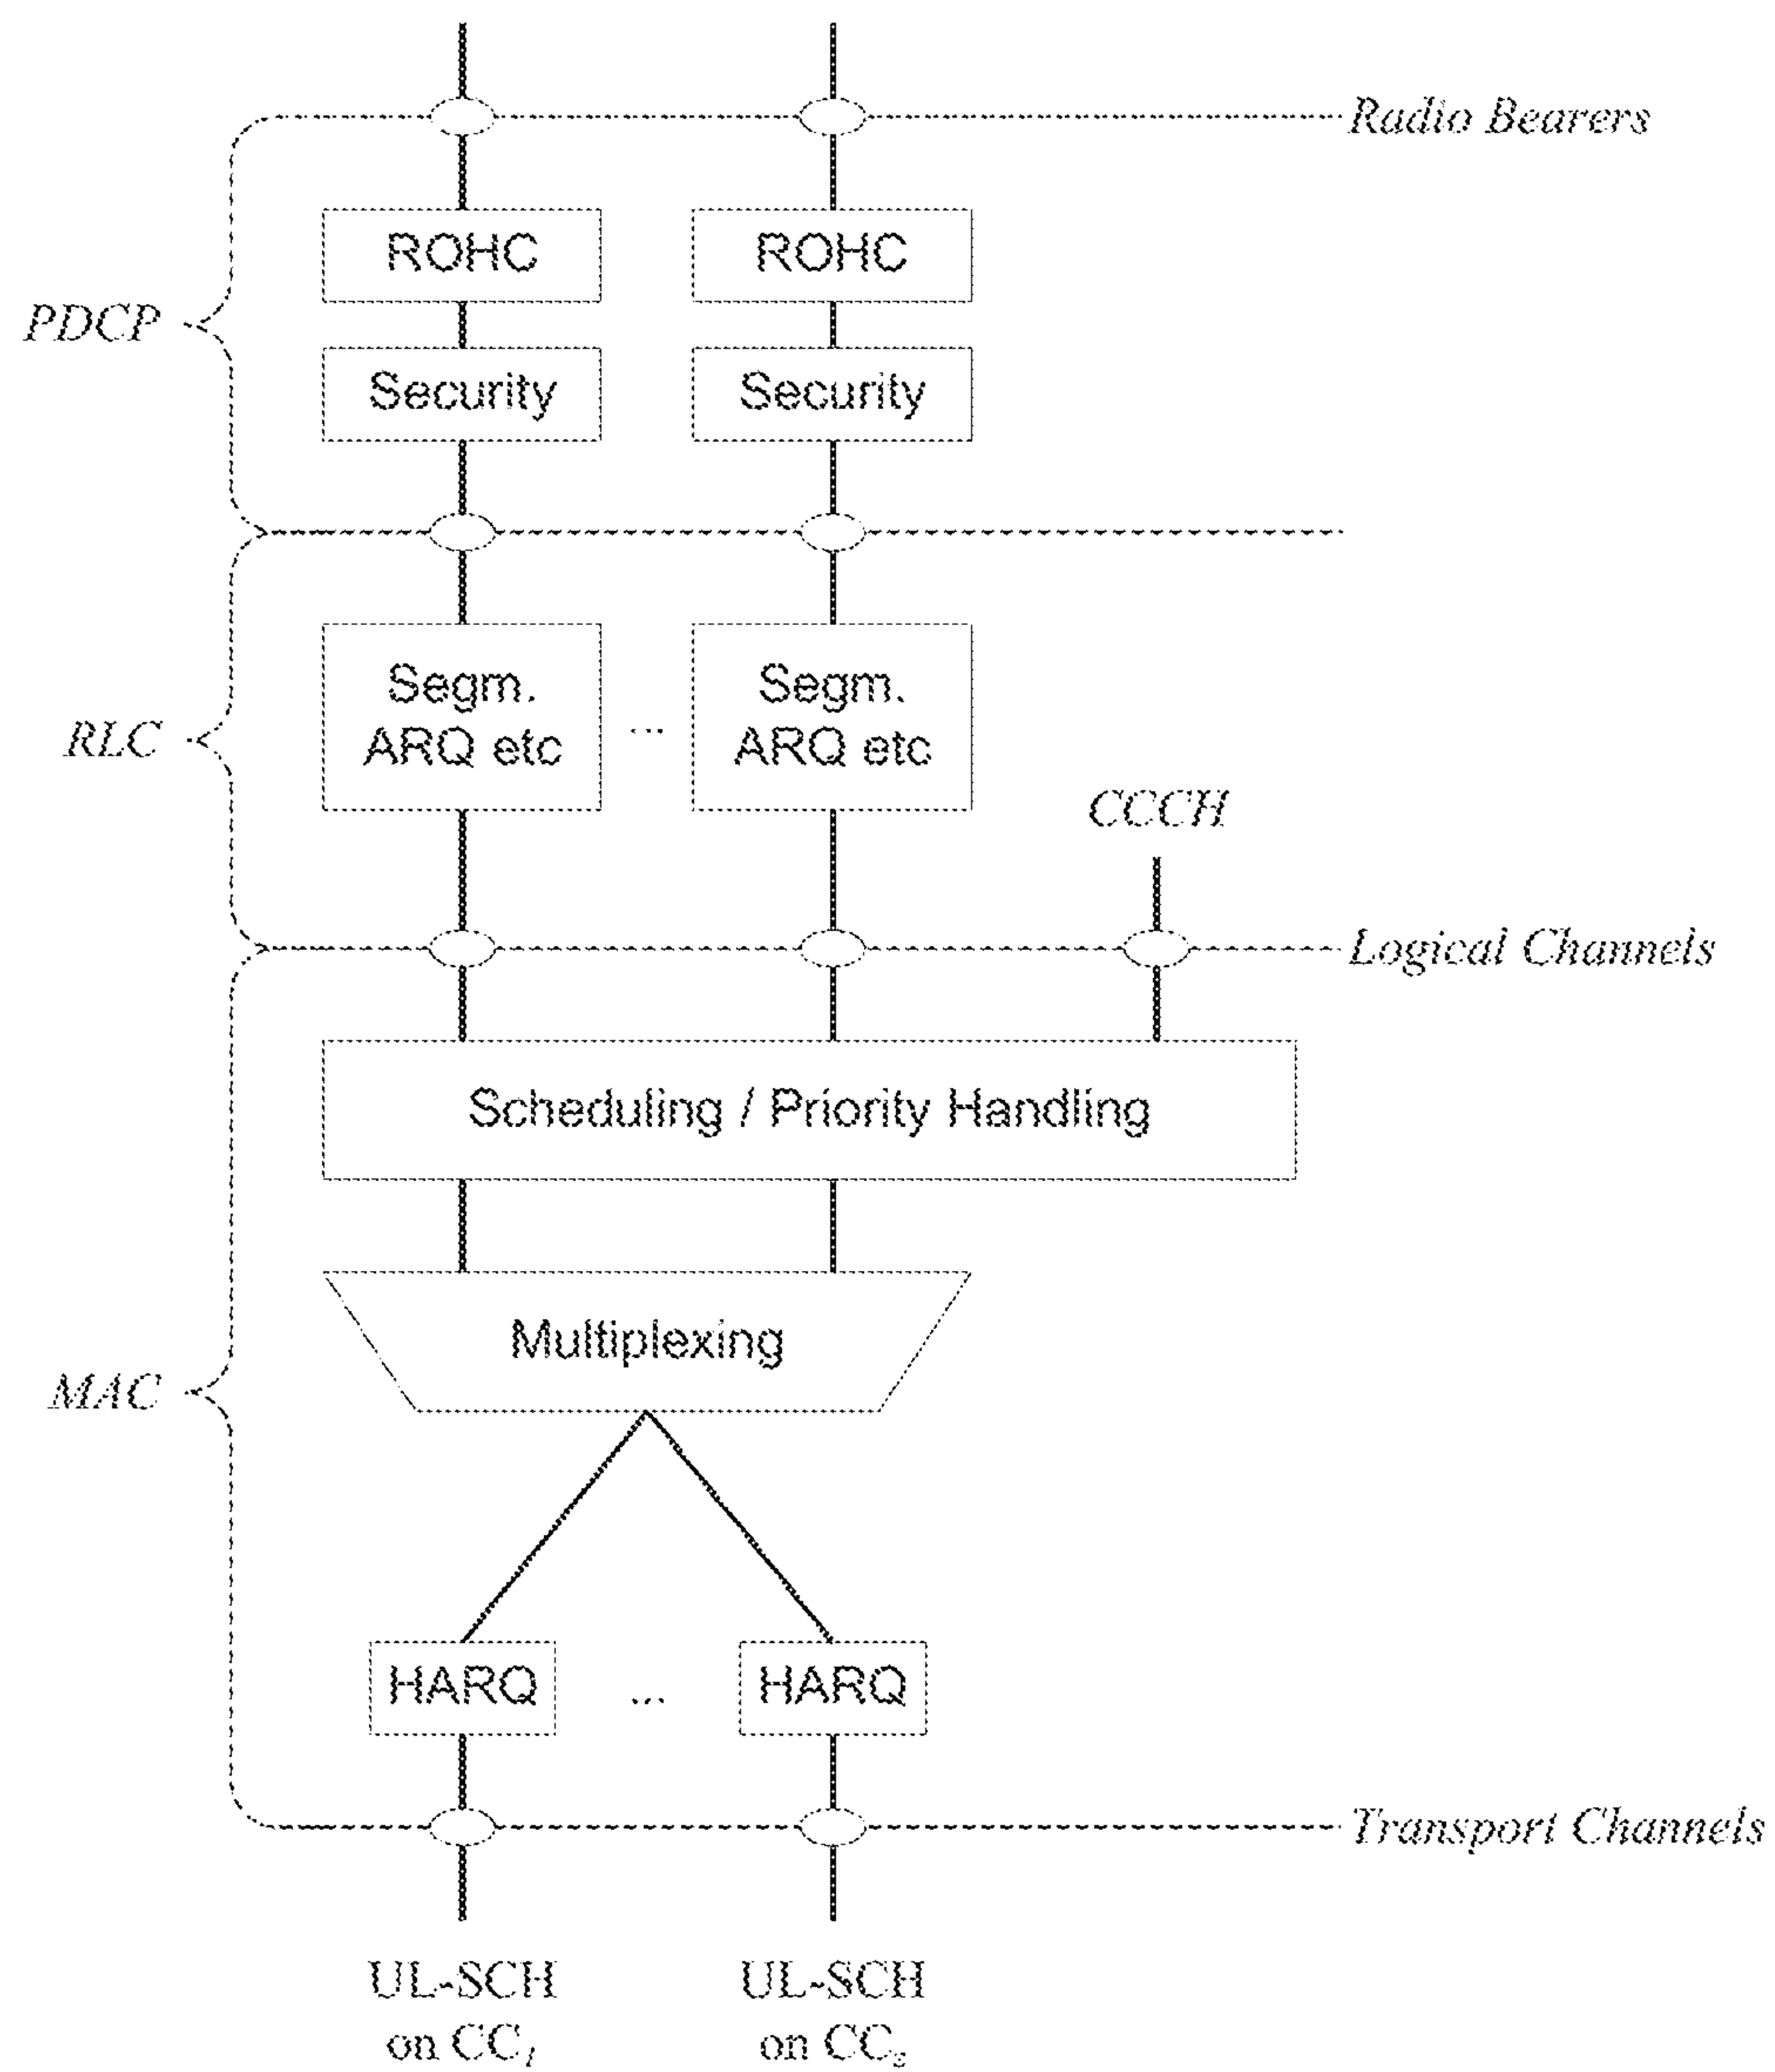 Radio Bearers
ROHC
ROHC
PDCP
Security
Security
Segm.
ARQ etc
...
Segm.
ARQ etc
RLC
CCCH
Logical Channels
Scheduling / Priority Handling
Multiplexing
MAC
HARQ
...
HARQ
Transport Channels
UL-SCH
on CC
UL-SCH
on CC